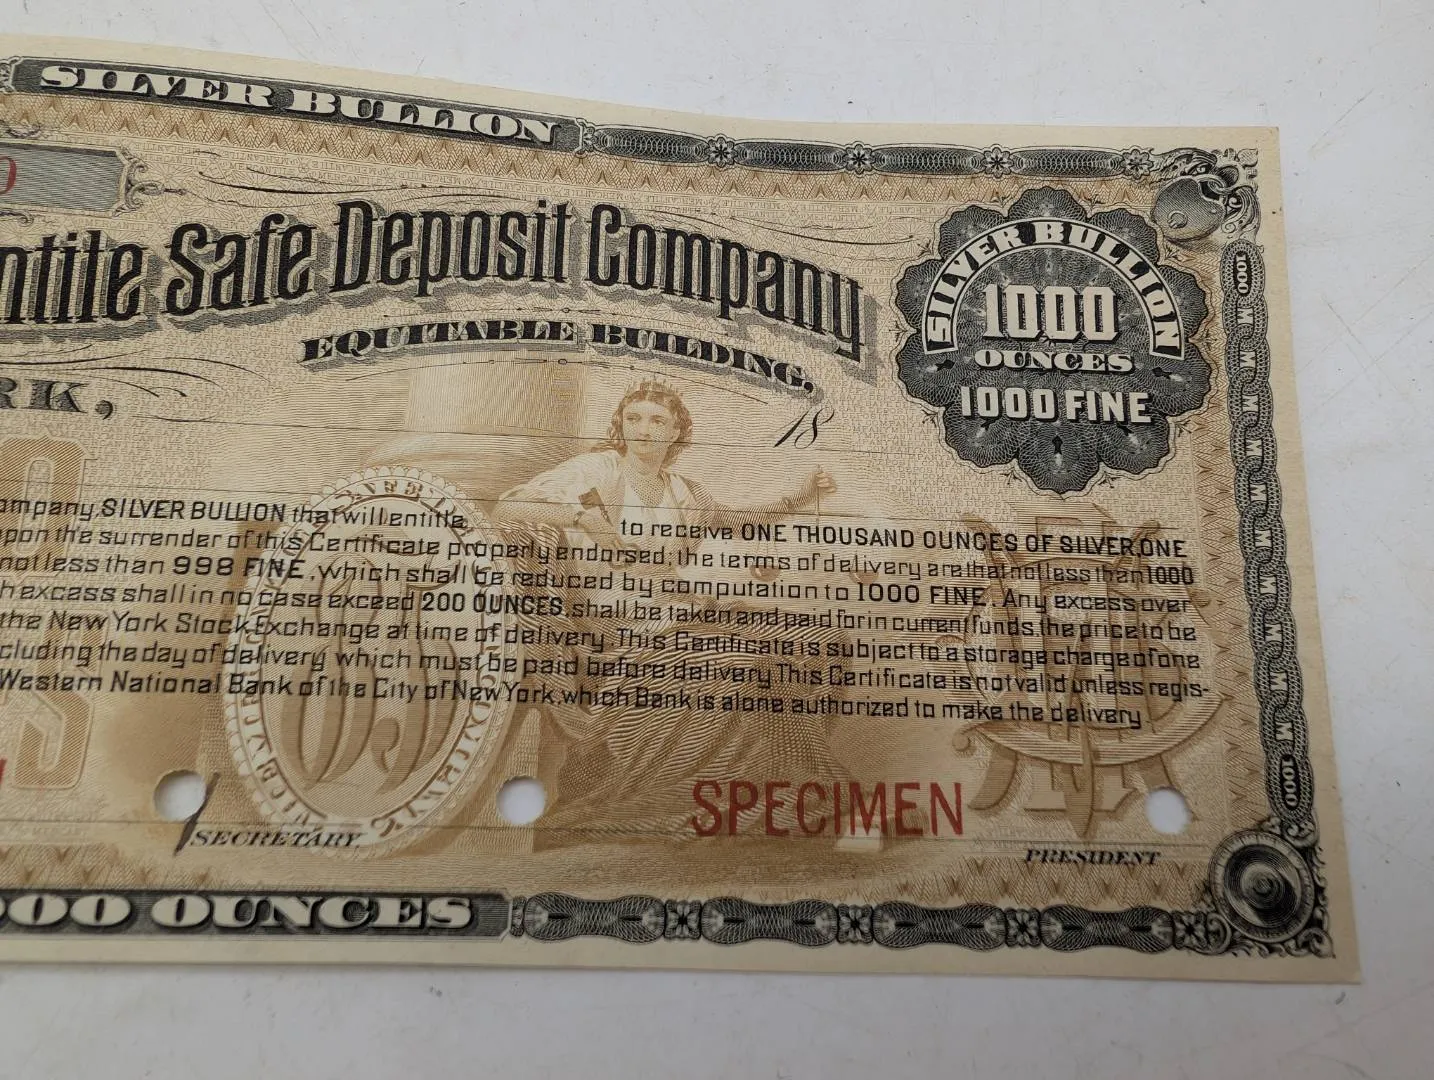 SILVER BULLION
0
ntile Safe Deposit Company
EQUITABLE BUILDING,
RK,
18
SILVER BULLION
1000
OUNCES
1000 FINE
ompany, SILVER BULLION that will entitle to receive ONE THOUSAND OUNCES OF SILVER, ONE
pon the surrender of this Certificate properly endorsed; the terms of delivery are that not less than 1000
not less than 998 FINE, which shall be reduced by computation to 1000 FINE. Any excess over
h excess shall in no case exceed 200 OUNCES, shall be taken and paid for in current funds, the price to be
the New York Stock Exchange at time of delivery. This Certificate is subject to a storage charge of one
cluding the day of delivery which must be paid before delivery. This Certificate is not valid unless regis-
Western National Bank of the City of New York, which Bank is alone authorized to make the delivery
SPECIMEN
SECRETARY.
PRESIDENT
000 OUNCES
1000 M M M M M M M M 1000